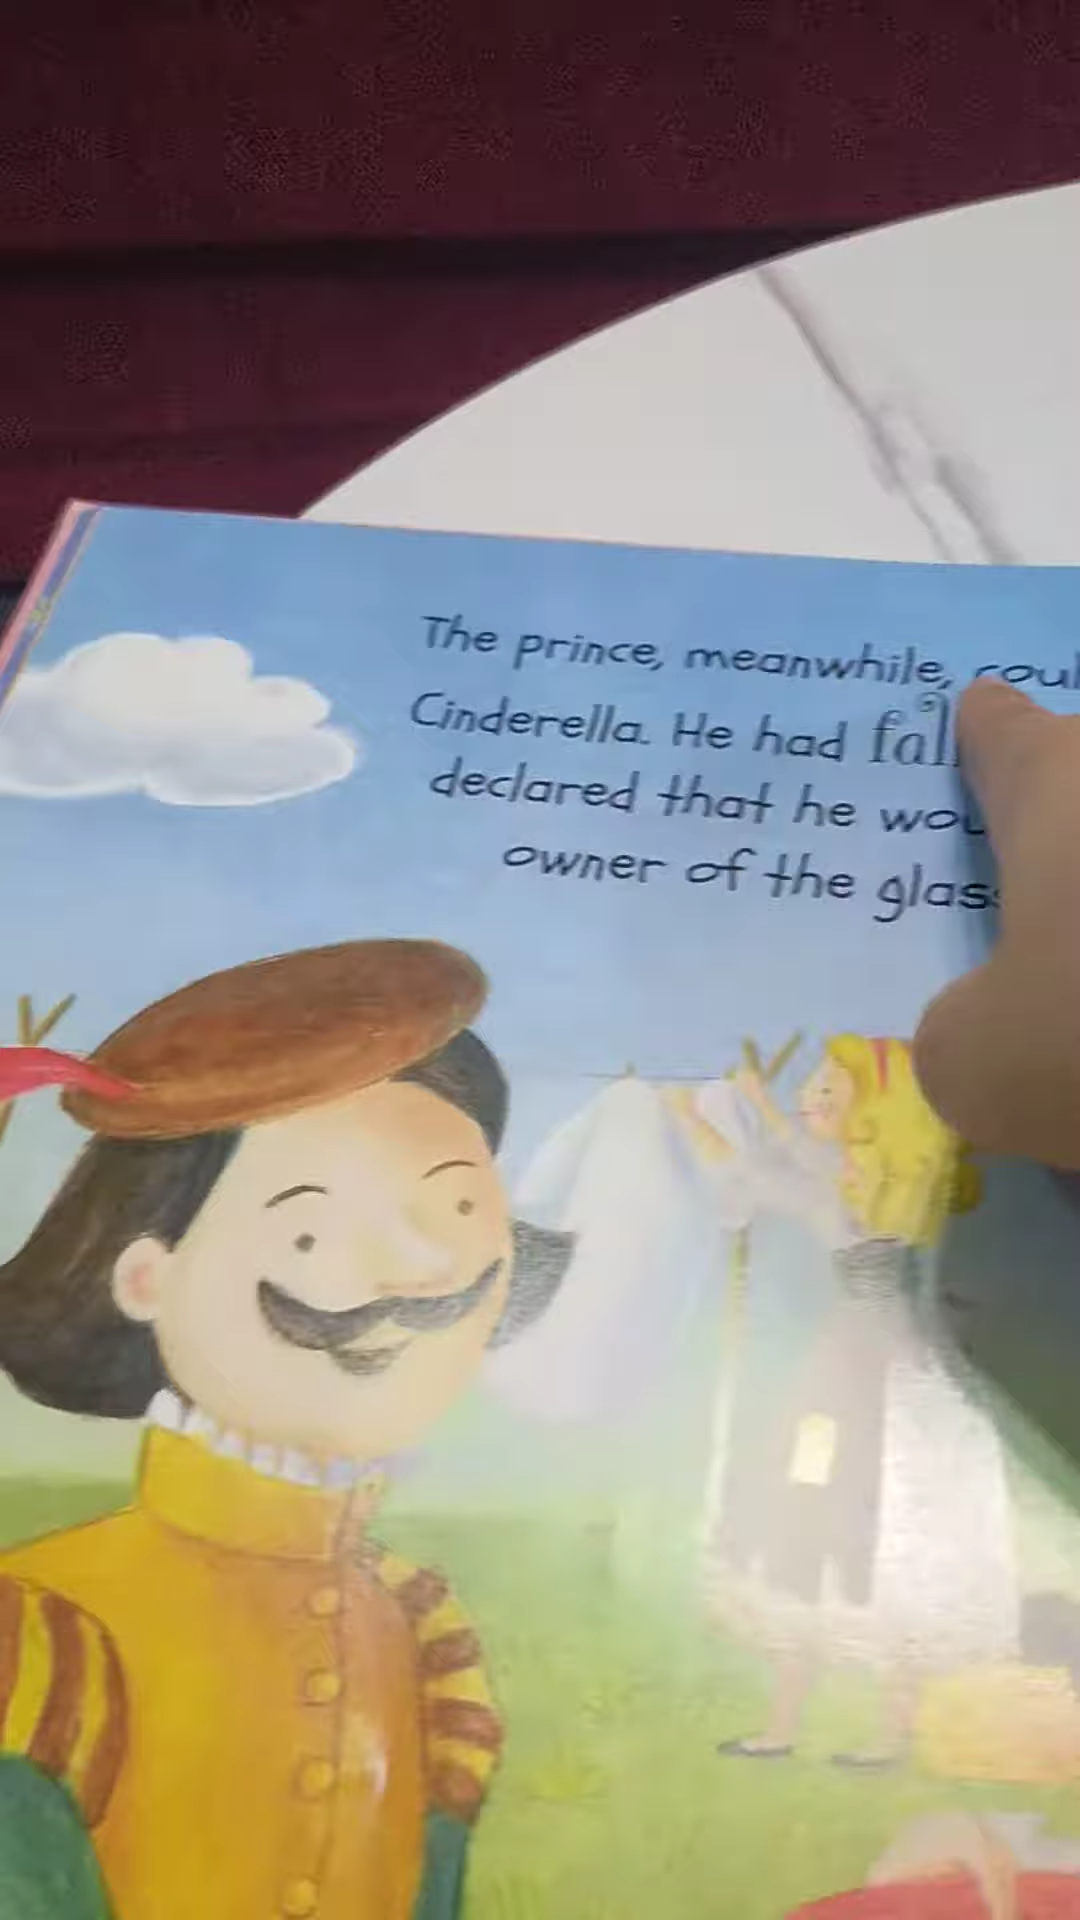 The prince, meanwhile, coul
Cinderella. He had fall
declared that he wou
owner of the glass